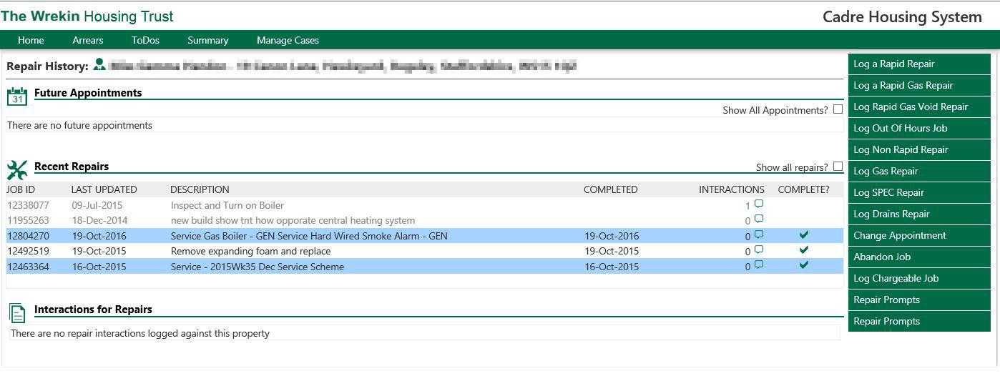 The Wrekin Housing Trust
Cadre Housing System
Home Arrears ToDos Summary Manage Cases
Repair History:
31 Future Appointments
Show All Appointments?
There are no future appointments
Recent Repairs
Show all repairs?
JOB ID LAST UPDATED DESCRIPTION COMPLETED INTERACTIONS COMPLETE?
12338077 09-Jul-2015 Inspect and Turn on Boiler 1
11955263 18-Dec-2014 new build show tnt how opporate central heating system 0
12804270 19-Oct-2016 Service Gas Boiler - GEN Service Hard Wired Smoke Alarm - GEN 19-Oct-2016 0
12492519 19-Oct-2015 Remove expanding foam and replace 19-Oct-2015 0
12463364 16-Oct-2015 Service - 2015Wk35 Dec Service Scheme 16-Oct-2015 0
Interactions for Repairs
There are no repair interactions logged against this property
Log a Rapid Repair
Log a Rapid Gas Repair
Log Rapid Gas Void Repair
Log Out Of Hours Job
Log Non Rapid Repair
Log Gas Repair
Log SPEC Repair
Log Drains Repair
Change Appointment
Abandon Job
Log Chargeable Job
Repair Prompts
Repair Prompts